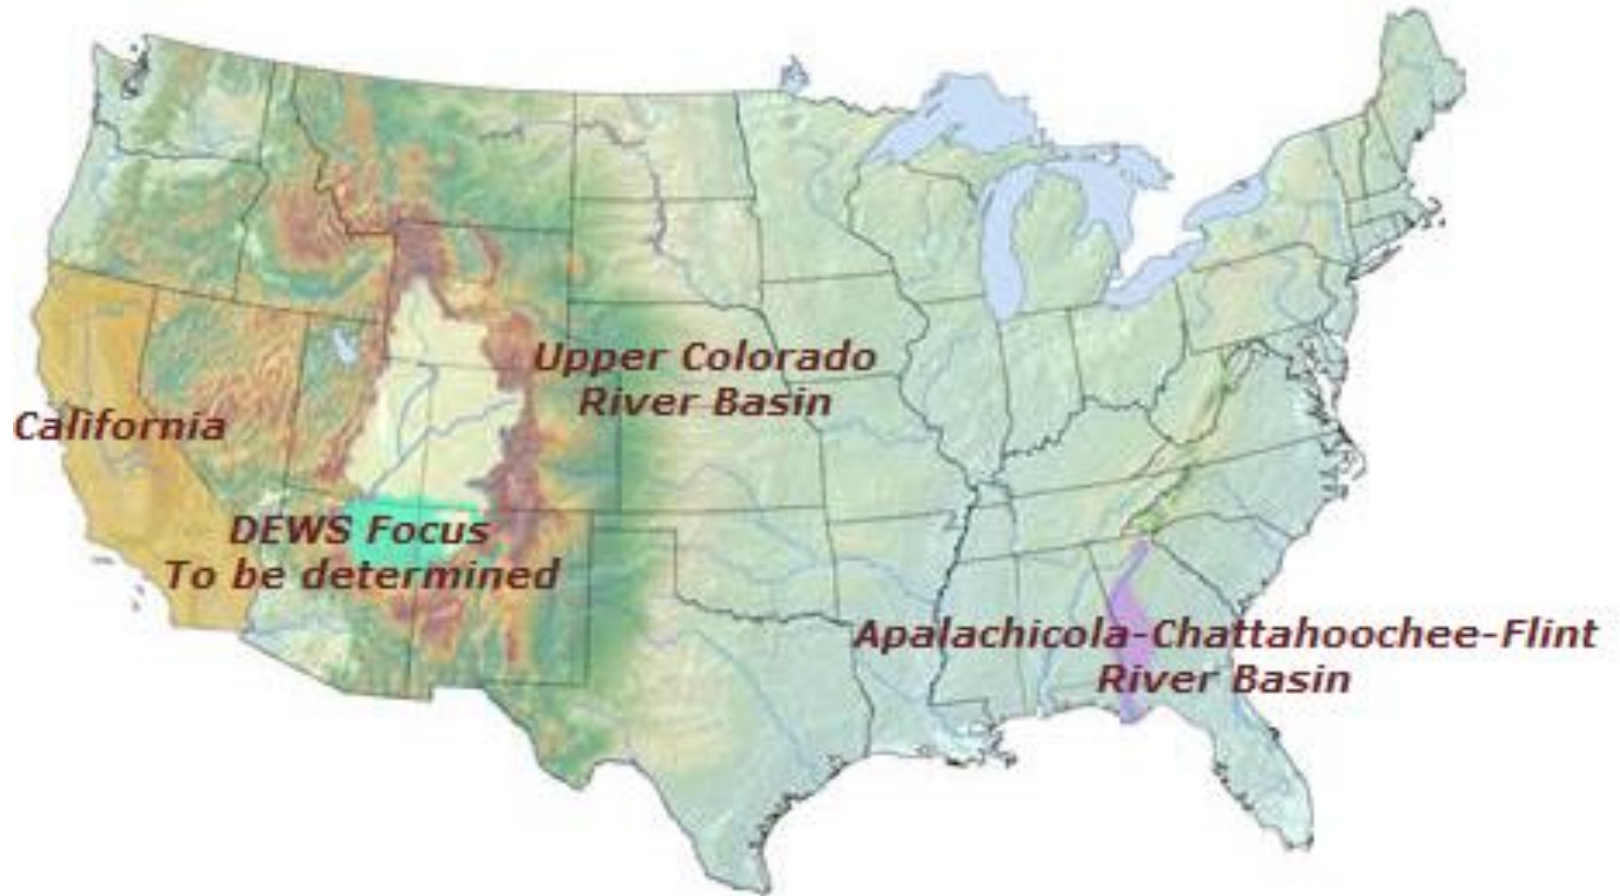 Upper Colorado
River Basin
California
DEWS Focus
To be determined
Apalachicola-Chattahoochee-Flint
River Basin